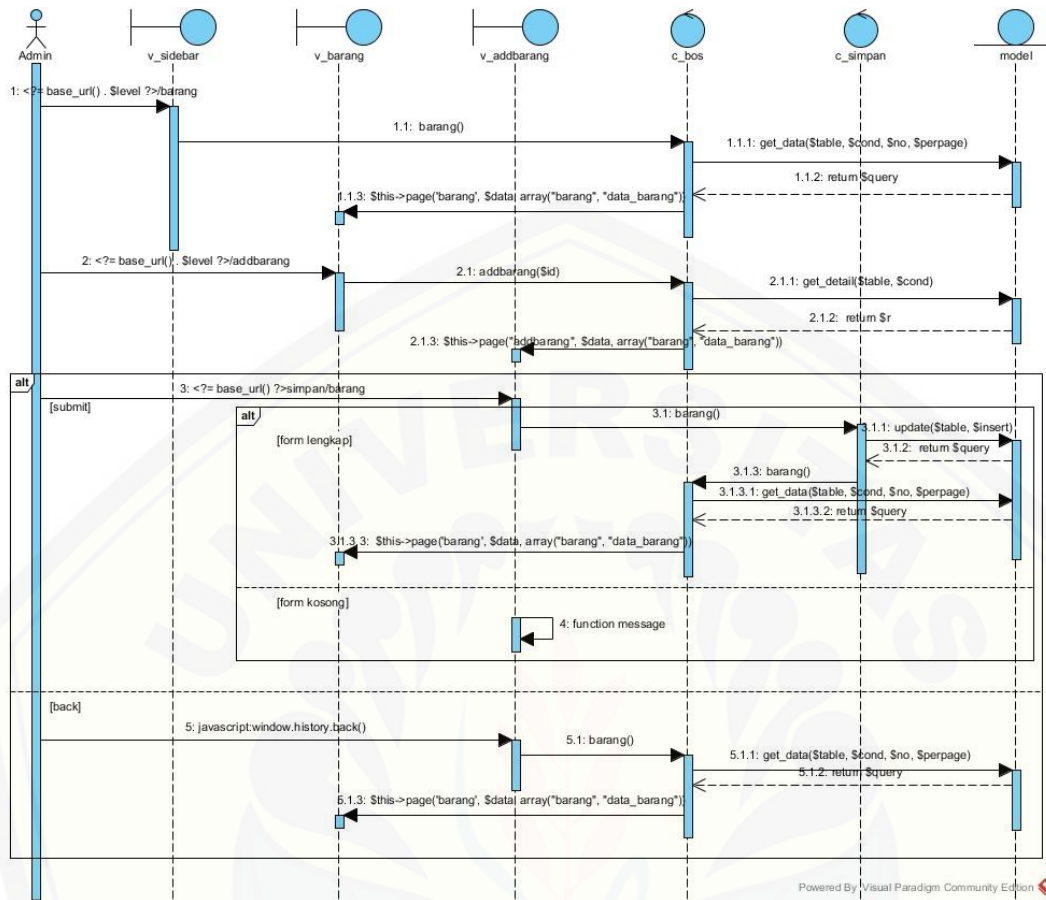 Admin
v_sidebar
v_barang
v_addbarang
c_bos
c_simpan
model
1: <?= base_url() . $level ?>/barang
1.1: barang()
1.1.1: get_data($table, $cond, $no, $perpage)
1.1.2: return $query
1.1.3: $this->page('barang', $data, array("barang", "data_barang"))
2: <?= base_url() . $level ?>/addbarang
2.1: addbarang($id)
2.1.1: get_detail($table, $cond)
2.1.2: return $r
2.1.3: $this->page("addbarang", $data, array("barang", "data_barang"))
alt
3: <?= base_url() ?>simpan/barang
[submit]
alt
3.1: barang()
[form lengkap]
3.1.1: update($table, $insert)
3.1.2: return $query
3.1.3: barang()
3.1.3.1: get_data($table, $cond, $no, $perpage)
3.1.3.2: return $query
3.1.3.3: $this->page('barang', $data, array("barang", "data_barang"))
[form kosong]
4: function message
[back]
5: javascript:window.history.back()
5.1: barang()
5.1.1: get_data($table, $cond, $no, $perpage)
5.1.2: return $query
5.1.3: $this->page('barang', $data, array("barang", "data_barang"))
UNIVERSITAS
Powered By Visual Paradigm Community Edition